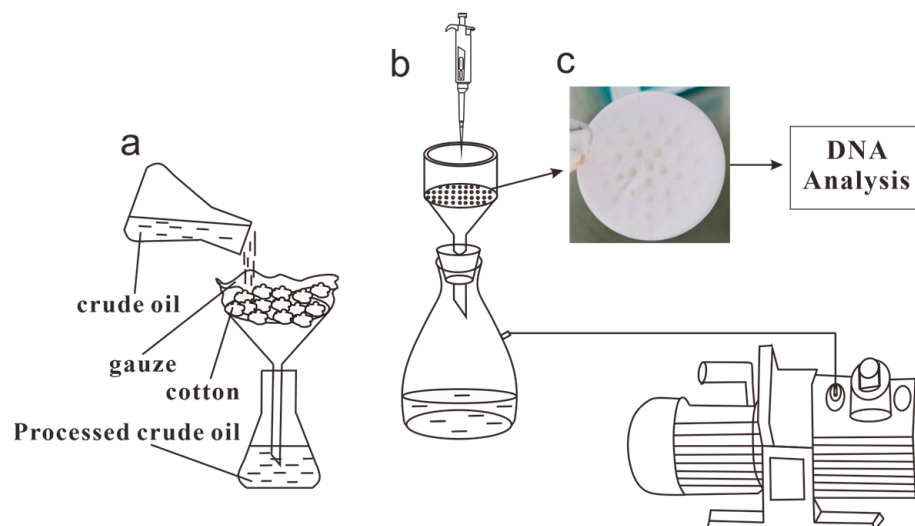 a
crude oil
gauze
cotton
Processed crude oil
b
c
DNA
Analysis